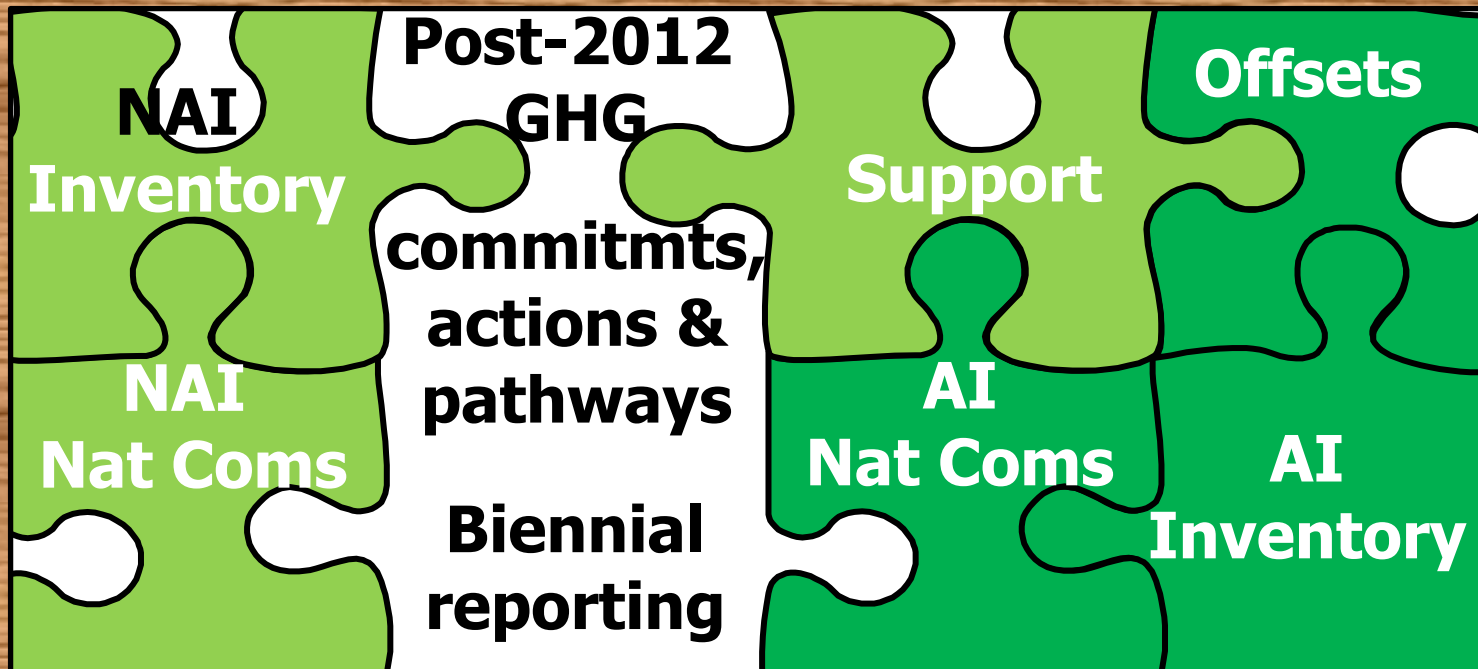 NAI
Inventory
Post-2012
GHG
commitmts,
actions &
pathways
Biennial
reporting
Support
Offsets
NAI
Nat Coms
AI
Nat Coms
AI
Inventory